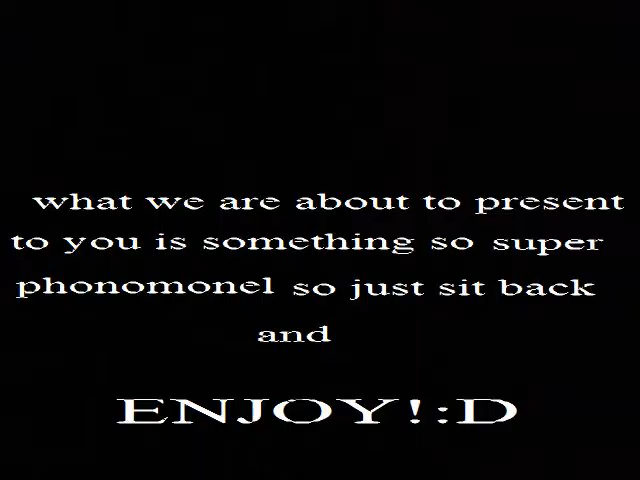 what we are about to present
to you is something so super
phonomonel so just sit back
and
ENJOY!:D